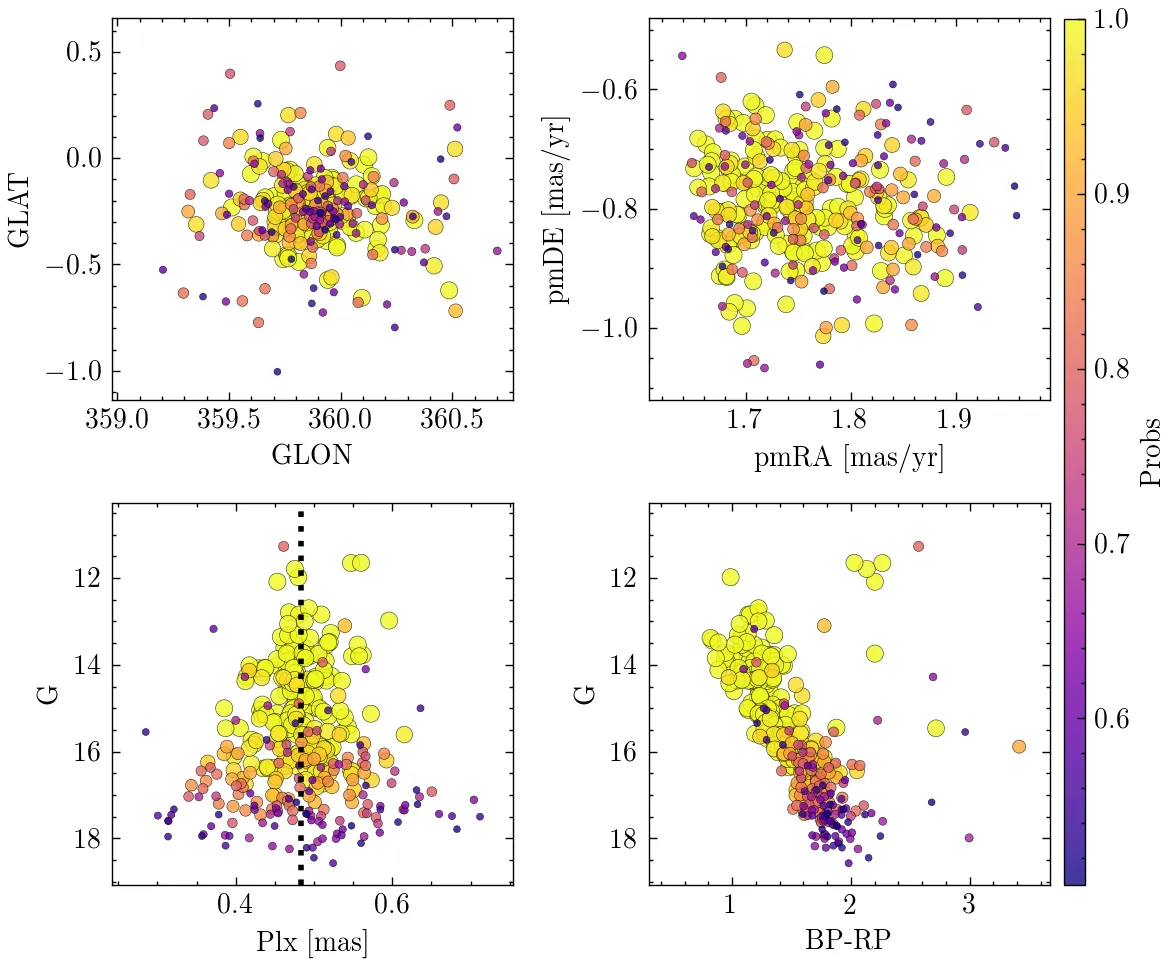 0.5
0.0
−0.5
−1.0
GLAT
359.0 359.5 360.0 360.5
GLON
−0.6
−0.8
−1.0
pmDE [mas/yr]
1.7 1.8 1.9
pmRA [mas/yr]
12
14
16
18
G
0.4 0.6
Plx [mas]
12
14
16
18
G
1 2 3
BP-RP
1.0
0.9
0.8
0.7
0.6
Probs